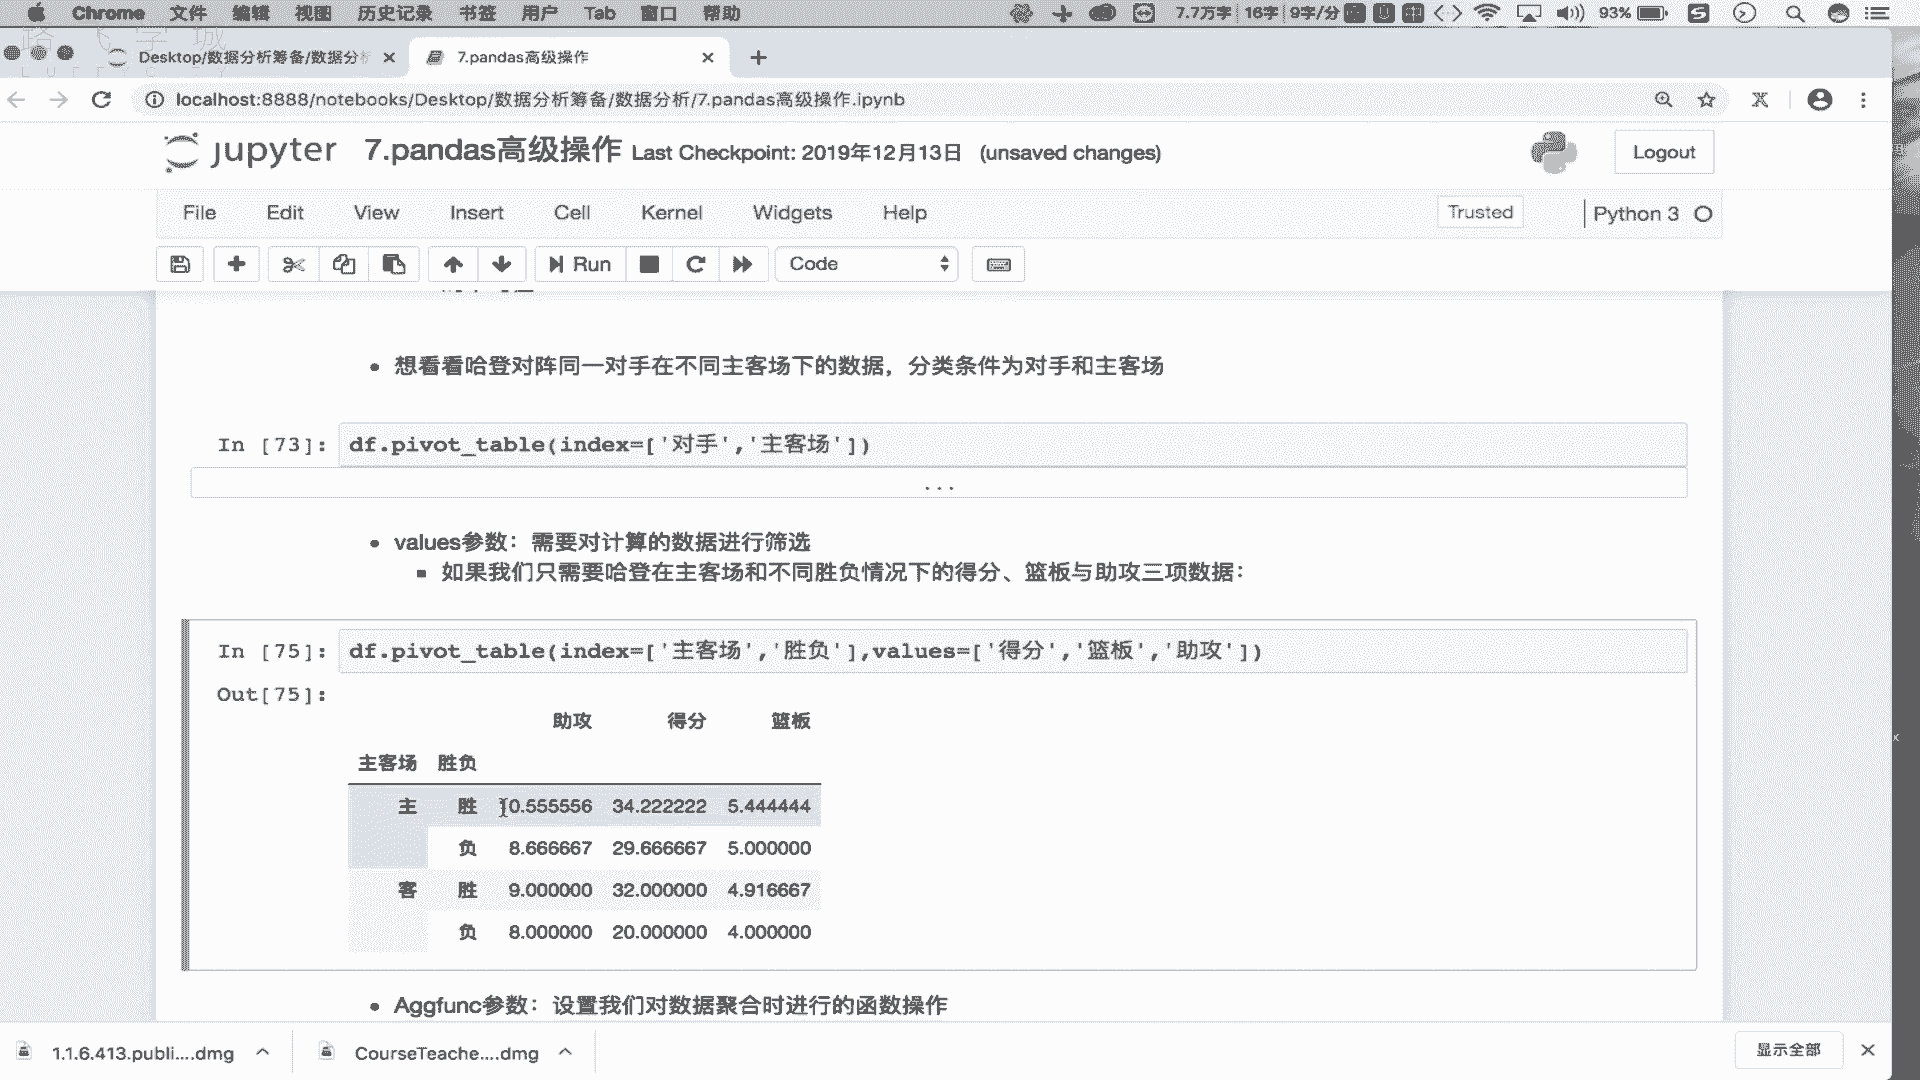 Chrome 文件 编辑 视图 历史记录 书签 用户 Tab 窗口 帮助 7.7万字 16字 9字/分 93%
路飞学城
Desktop/数据分析筹备/数据分析 7.pandas高级操作
localhost:8888/notebooks/Desktop/数据分析筹备/数据分析/7.pandas高级操作.ipynb
jupyter 7.pandas高级操作 Last Checkpoint: 2019年12月13日 (unsaved changes) Logout
File Edit View Insert Cell Kernel Widgets Help Trusted Python 3
Run Code
想看看哈登对阵同一对手在不同主客场下的数据，分类条件为对手和主客场
In [73]: df.pivot_table(index=['对手','主客场'])
...
values参数：需要对计算的数据进行筛选
如果我们只需要哈登在主客场和不同胜负情况下的得分、篮板与助攻三项数据：
In [75]: df.pivot_table(index=['主客场','胜负'],values=['得分','篮板','助攻'])
Out[75]:
助攻 得分 篮板
主客场 胜负
主 胜 10.555556 34.222222 5.444444
负 8.666667 29.666667 5.000000
客 胜 9.000000 32.000000 4.916667
负 8.000000 20.000000 4.000000
Aggfunc参数：设置我们对数据聚合时进行的函数操作
1.1.6.413.publi....dmg CourseTeache....dmg 显示全部